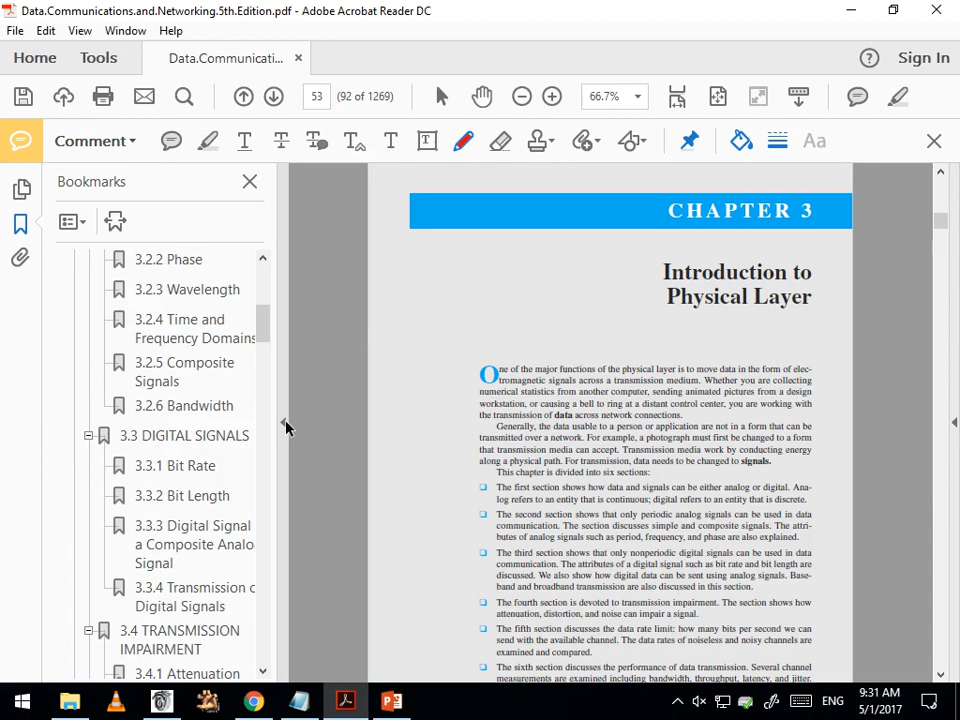 Data.Communications.and.Networking.5th.Edition.pdf - Adobe Acrobat Reader DC
File Edit View Window Help
Home Tools Data.Communicati... Sign In
53 (92 of 1269) 66.7%
Comment
Aa
Bookmarks
3.2.2 Phase
3.2.3 Wavelength
3.2.4 Time and
Frequency Domains
3.2.5 Composite
Signals
3.2.6 Bandwidth
3.3 DIGITAL SIGNALS
3.3.1 Bit Rate
3.3.2 Bit Length
3.3.3 Digital Signal
a Composite Analo
Signal
3.3.4 Transmission o
Digital Signals
3.4 TRANSMISSION
IMPAIRMENT
3.4.1 Attenuation
CHAPTER 3
Introduction to
Physical Layer
One of the major functions of the physical layer is to move data in the form of elec-
tromagnetic signals across a transmission medium. Whether you are collecting
numerical statistics from another computer, sending animated pictures from a design
workstation, or causing a bell to ring at a distant control center, you are working with
the transmission of data across network connections.
Generally, the data usable to a person or application are not in a form that can be
transmitted over a network. For example, a photograph must first be changed to a form
that transmission media can accept. Transmission media work by conducting energy
along a physical path. For transmission, data needs to be changed to signals.
This chapter is divided into six sections:
❑ The first section shows how data and signals can be either analog or digital. Ana-
log refers to an entity that is continuous; digital refers to an entity that is discrete.
❑ The second section shows that only periodic analog signals can be used in data
communication. The section discusses simple and composite signals. The attri-
butes of analog signals such as period, frequency, and phase are also explained.
❑ The third section shows that only nonperiodic digital signals can be used in data
communication. The attributes of a digital signal such as bit rate and bit length are
discussed. We also show how digital data can be sent using analog signals. Base-
band and broadband transmission are also discussed in this section.
❑ The fourth section is devoted to transmission impairment. The section shows how
attenuation, distortion, and noise can impair a signal.
❑ The fifth section discusses the data rate limit: how many bits per second we can
send with the available channel. The data rates of noiseless and noisy channels are
examined and compared.
❑ The sixth section discusses the performance of data transmission. Several channel
measurements are examined including bandwidth, throughput, latency, and jitter.
ENG
9:31 AM
5/1/2017